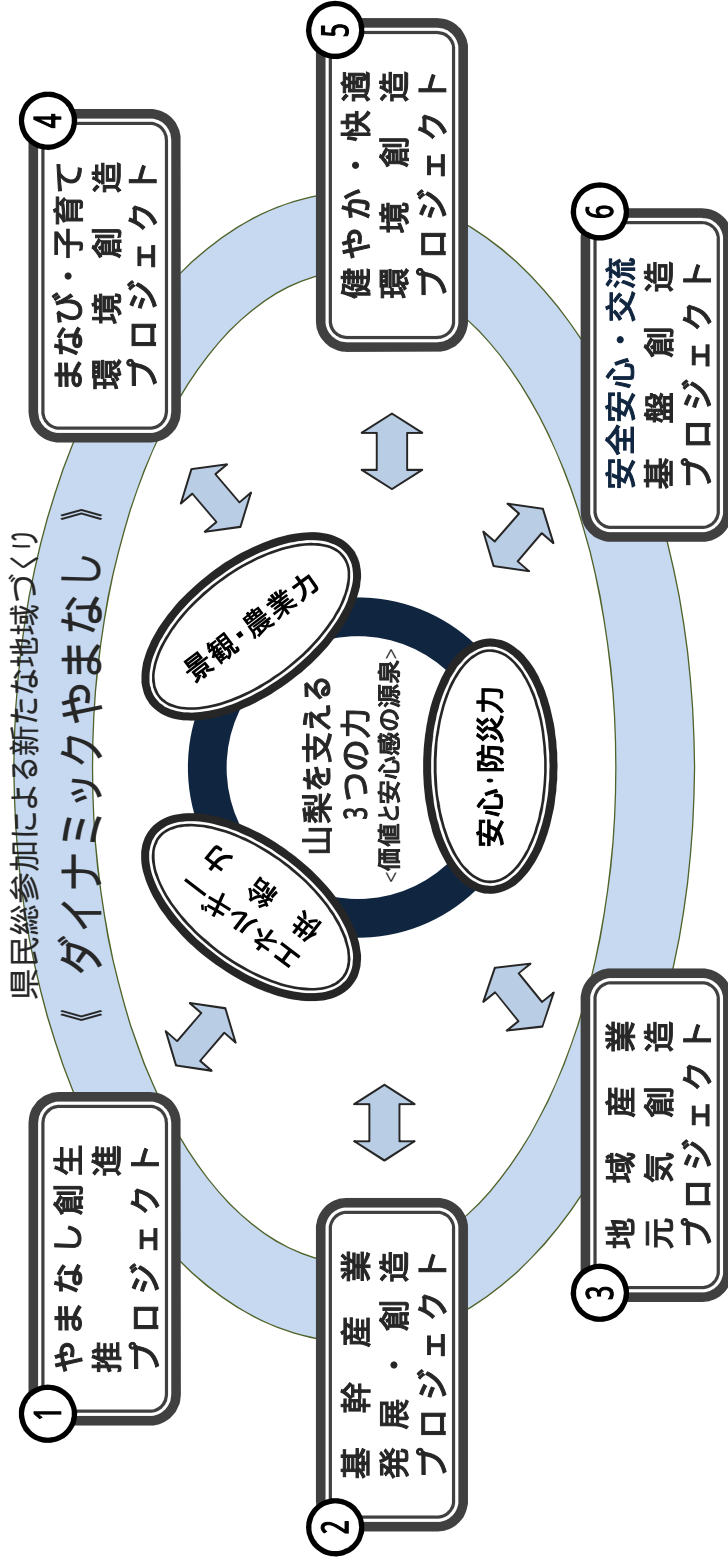 県民総参加による新たな地域づくり
《 ダイナミックやまなし 》
1
やまなし創生
推進
プロジェクト
2
基幹産業
発展・創造
プロジェクト
3
地域産業
元気創造
プロジェクト
4
まなび・子育て
環境創造
プロジェクト
5
健やか・快適
環境創造
プロジェクト
6
安全安心・交流
基盤創造
プロジェクト
エネルギー
供給力
景観・農業力
山梨を支える
3つの力
<価値と安心感の源泉>
安心・防災力